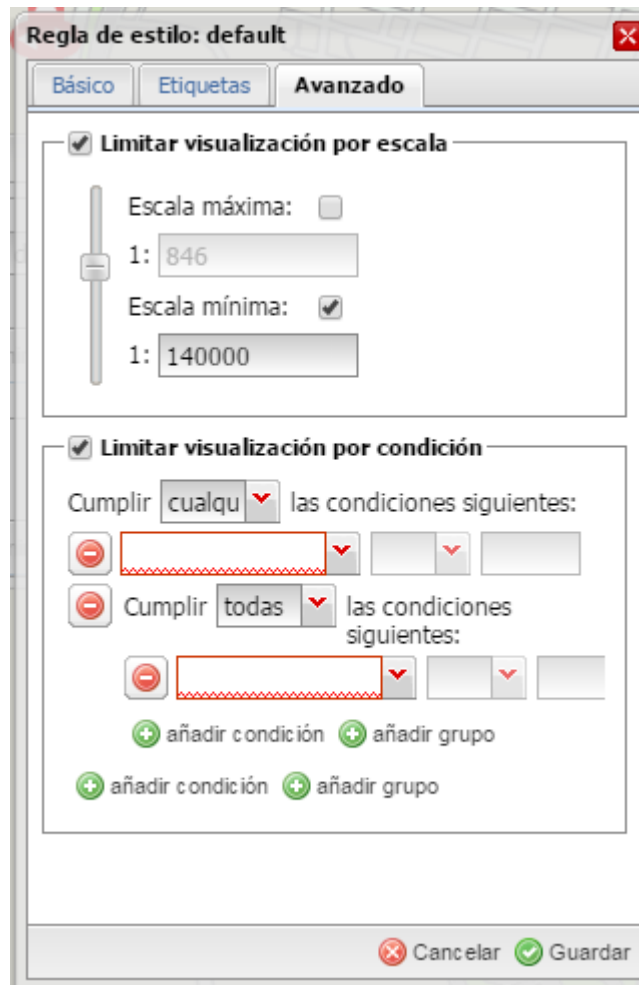 Regla de estilo: default
Básico Etiquetas Avanzado
Limitar visualización por escala
Escala máxima:
1: 846
Escala mínima:
1: 140000
Limitar visualización por condición
Cumplir cualqu las condiciones siguientes:
Cumplir todas las condiciones
siguientes:
añadir condición añadir grupo
añadir condición añadir grupo
Cancelar Guardar